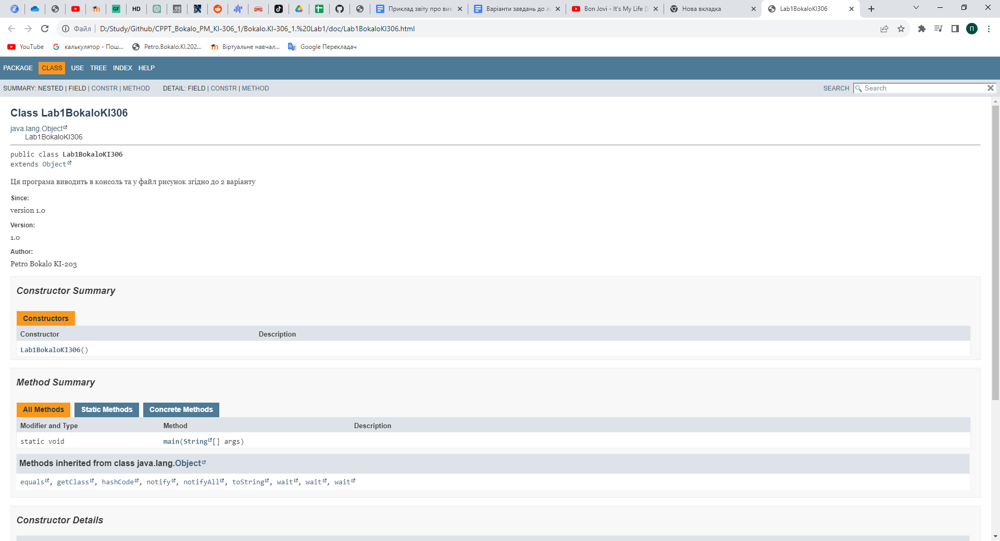 GF
HD
IDE
ONE
Приклад звіту про вик
Варіанти завдань до ла
Bon Jovi - It's My Life (
Нова вкладка
Lab1BokaloKI306
Файл
D:/Study/Github/CPPT_Bokalo_PM_KI-306_1/Bokalo.KI-306_1.%20Lab1/doc/Lab1BokaloKI306.html
П
YouTube
калькулятор - Пош...
Petro.Bokalo.KI.202...
Віртуальне навчал...
Google Перекладач
PACKAGE CLASS USE TREE INDEX HELP
SUMMARY: NESTED | FIELD | CONSTR | METHOD DETAIL: FIELD | CONSTR | METHOD SEARCH Search
Class Lab1BokaloKI306
java.lang.Object
Lab1BokaloKI306
public class Lab1BokaloKI306
extends Object
Ця програма виводить в консоль та у файл рисунок згідно до 2 варіанту
Since:
version 1.0
Version:
1.0
Author:
Petro Bokalo KI-203
Constructor Summary
Constructors
Constructor Description
Lab1BokaloKI306()
Method Summary
All Methods Static Methods Concrete Methods
Modifier and Type Method Description
static void main(String[] args)
Methods inherited from class java.lang.Object
equals, getClass, hashCode, notify, notifyAll, toString, wait, wait, wait
Constructor Details